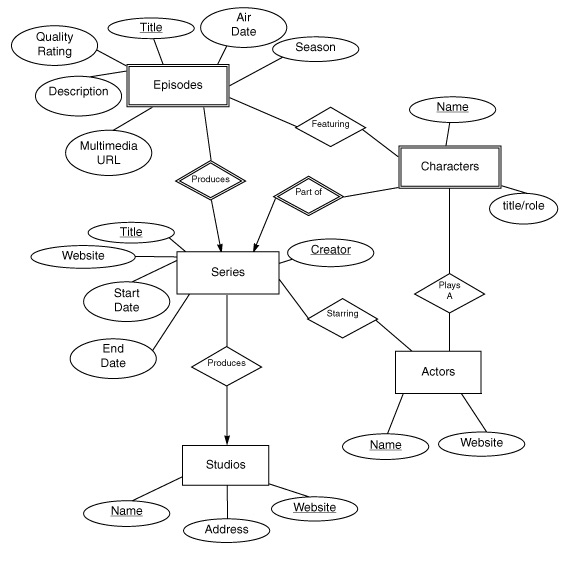 Air
Date
Title
Quality
Rating
Season
Episodes
Description
Name
Featuring
Multimedia
URL
Characters
Produces
Part of
title/role
Title
Creator
Website
Series
Start
Date
Plays
A
Starring
End
Date
Produces
Actors
Name
Website
Studios
Name
Website
Address